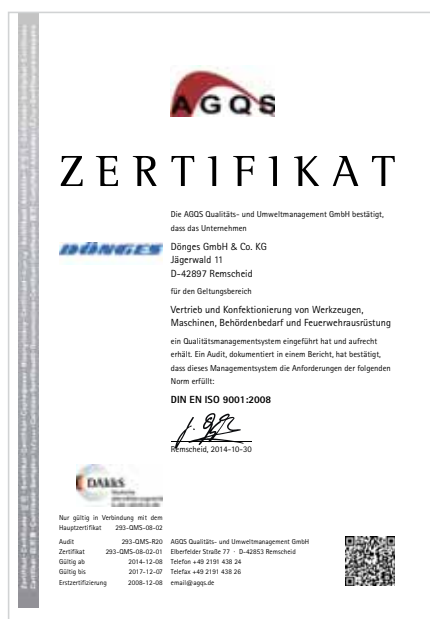 AGQS
ZERTIFIKAT
Die AGQS Qualitäts- und Umweltmanagement GmbH bestätigt,
dass das Unternehmen
DÖNGES
Dönges GmbH & Co. KG
Jägerwald 11
D-42897 Remscheid
für den Geltungsbereich
Vertrieb und Konfektionierung von Werkzeugen,
Maschinen, Behördenbedarf und Feuerwehrausrüstung
ein Qualitätsmanagementsystem eingeführt hat und aufrecht
erhält. Ein Audit, dokumentiert in einem Bericht, hat bestätigt,
dass dieses Managementsystem die Anforderungen der folgenden
Norm erfüllt:
DIN EN ISO 9001:2008
Remscheid, 2014-10-30
DAkkS
Nur gültig in Verbindung mit dem
Hauptzertifikat 293-QMS-08-02
Audit 293-QMS-R20
Zertifikat 293-QMS-08-02-01
Gültig ab 2014-12-08
Gültig bis 2017-12-07
Erstzertifizierung 2008-12-08
AGQS Qualitäts- und Umweltmanagement GmbH
Elberfelder Straße 77 · D-42853 Remscheid
Telefon +49 2191 438 24
Telefax +49 2191 438 26
email@agqs.de